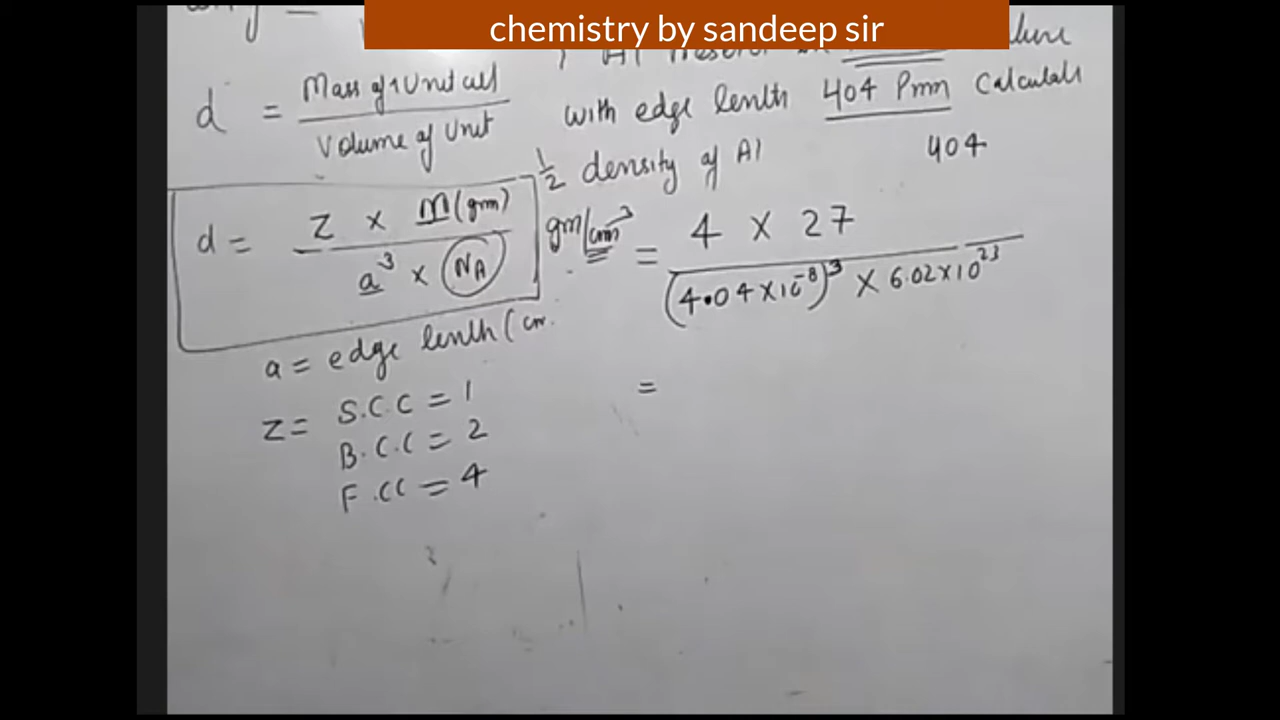 chemistry by sandeep sir
d = Mass of 1 Unit cell
Volume of Unit
with edge lenth 404 Pmm Calculate
1/2 density of Al
404
d = Z x M(gm)
a³ x NA
gm/cm³
= 4 x 27
(4.04 x 10⁻⁸)³ x 6.02 x 10²³
a = edge lenth (cm.
Z = S.C.C = 1
B.C.C = 2
F.CC = 4
=